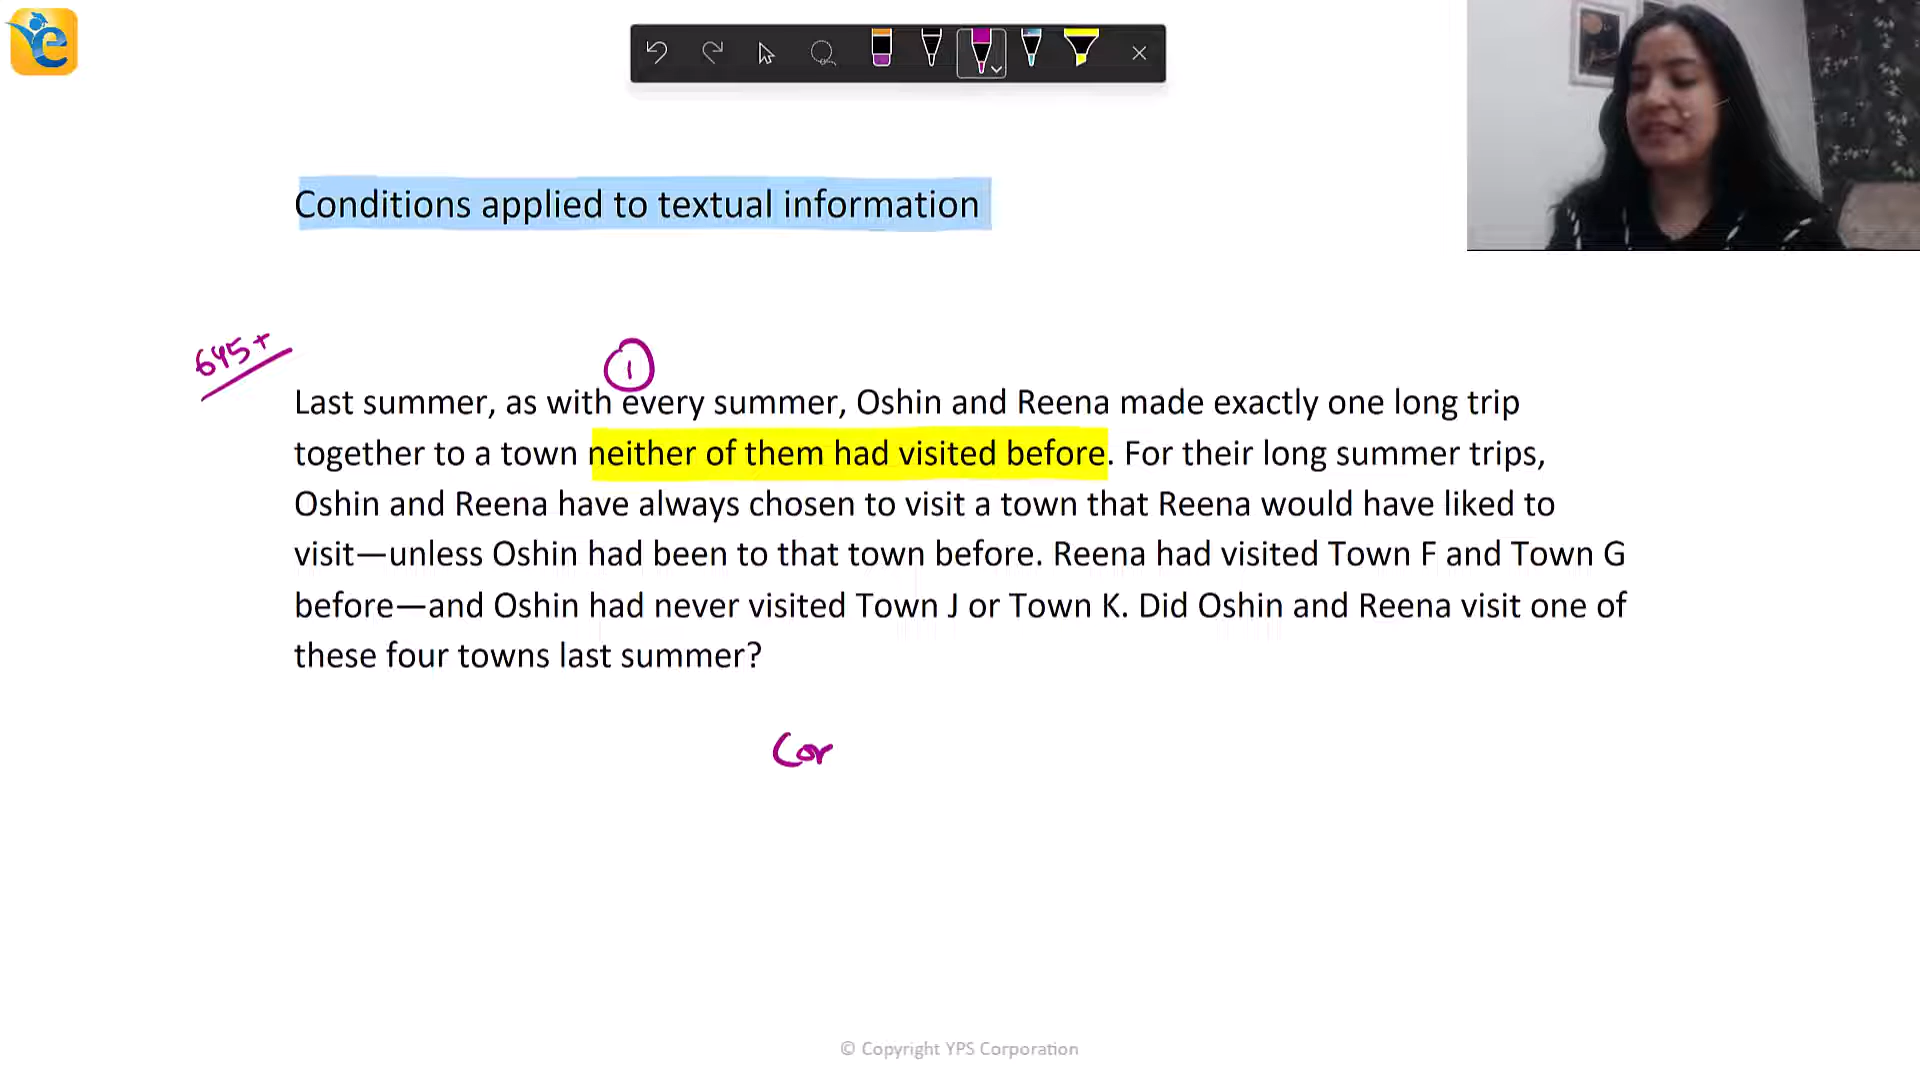 Conditions applied to textual information
645+
1
Last summer, as with every summer, Oshin and Reena made exactly one long trip
together to a town neither of them had visited before. For their long summer trips,
Oshin and Reena have always chosen to visit a town that Reena would have liked to
visit—unless Oshin had been to that town before. Reena had visited Town F and Town G
before—and Oshin had never visited Town J or Town K. Did Oshin and Reena visit one of
these four towns last summer?
Cor
© Copyright YPS Corporation